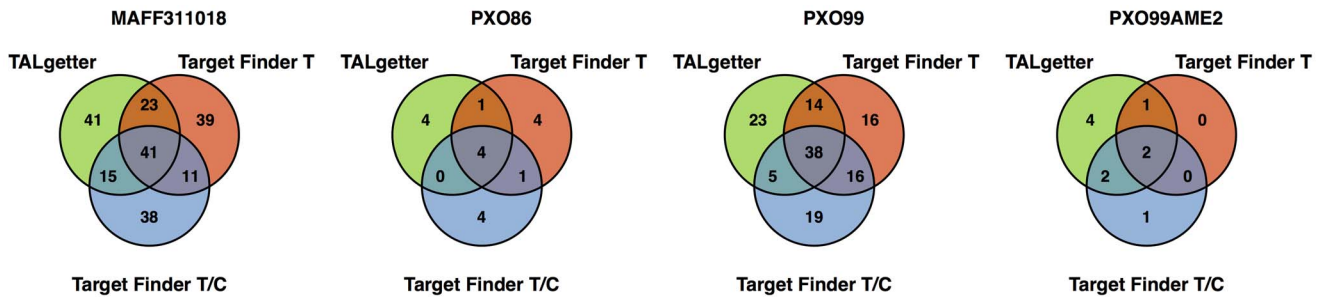 MAFF311018
PXO86
PXO99
PXO99AME2
TALgetter Target Finder T
TALgetter Target Finder T
TALgetter Target Finder T
TALgetter Target Finder T
41 23 39
41
15 11
38
4 1 4
4
0 1
4
23 14 16
38
5 16
19
4 1 0
2
2 0
1
Target Finder T/C
Target Finder T/C
Target Finder T/C
Target Finder T/C